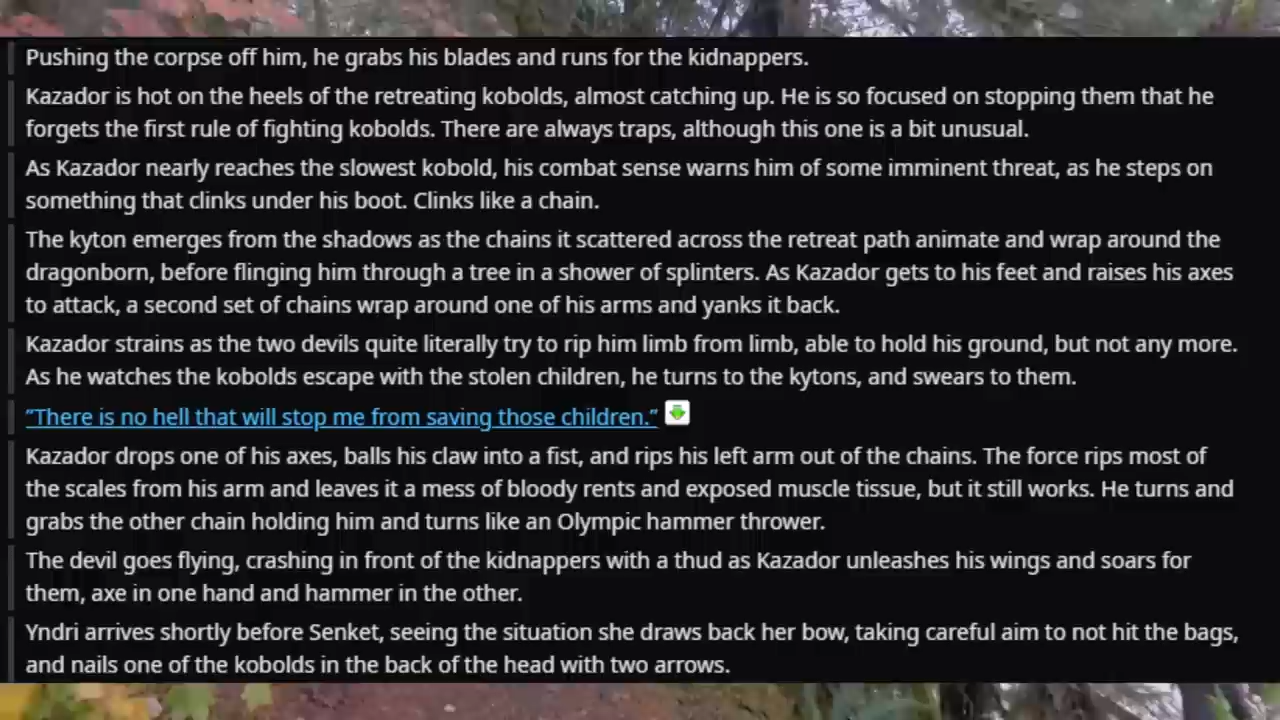 Pushing the corpse off him, he grabs his blades and runs for the kidnappers.
Kazador is hot on the heels of the retreating kobolds, almost catching up. He is so focused on stopping them that he
forgets the first rule of fighting kobolds. There are always traps, although this one is a bit unusual.
As Kazador nearly reaches the slowest kobold, his combat sense warns him of some imminent threat, as he steps on
something that clinks under his boot. Clinks like a chain.
The kyton emerges from the shadows as the chains it scattered across the retreat path animate and wrap around the
dragonborn, before flinging him through a tree in a shower of splinters. As Kazador gets to his feet and raises his axes
to attack, a second set of chains wrap around one of his arms and yanks it back.
Kazador strains as the two devils quite literally try to rip him limb from limb, able to hold his ground, but not any more.
As he watches the kobolds escape with the stolen children, he turns to the kytons, and swears to them.
“There is no hell that will stop me from saving those children.”
Kazador drops one of his axes, balls his claw into a fist, and rips his left arm out of the chains. The force rips most of
the scales from his arm and leaves it a mess of bloody rents and exposed muscle tissue, but it still works. He turns and
grabs the other chain holding him and turns like an Olympic hammer thrower.
The devil goes flying, crashing in front of the kidnappers with a thud as Kazador unleashes his wings and soars for
them, axe in one hand and hammer in the other.
Yndri arrives shortly before Senket, seeing the situation she draws back her bow, taking careful aim to not hit the bags,
and nails one of the kobolds in the back of the head with two arrows.